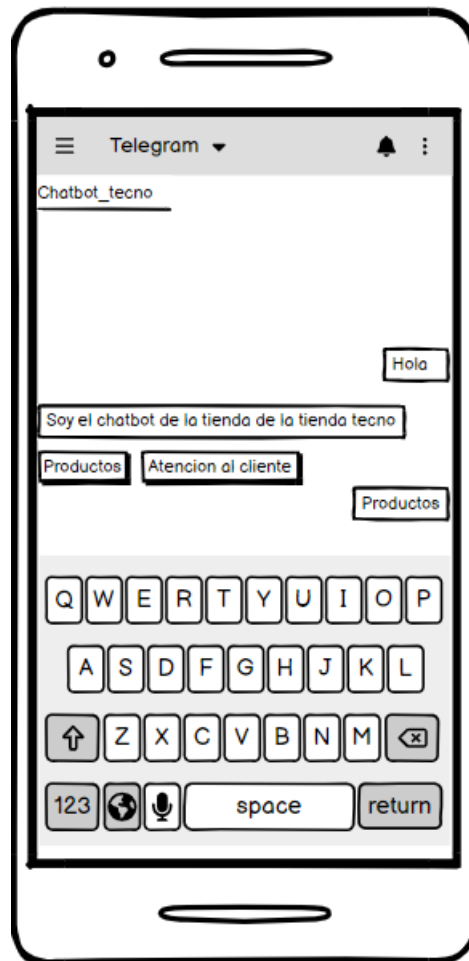 Telegram
Chatbot_tecno
Hola
Soy el chatbot de la tienda de la tienda tecno
Productos Atencion al cliente
Productos
Q W E R T Y U I O P
A S D F G H J K L
Z X C V B N M
123 space return